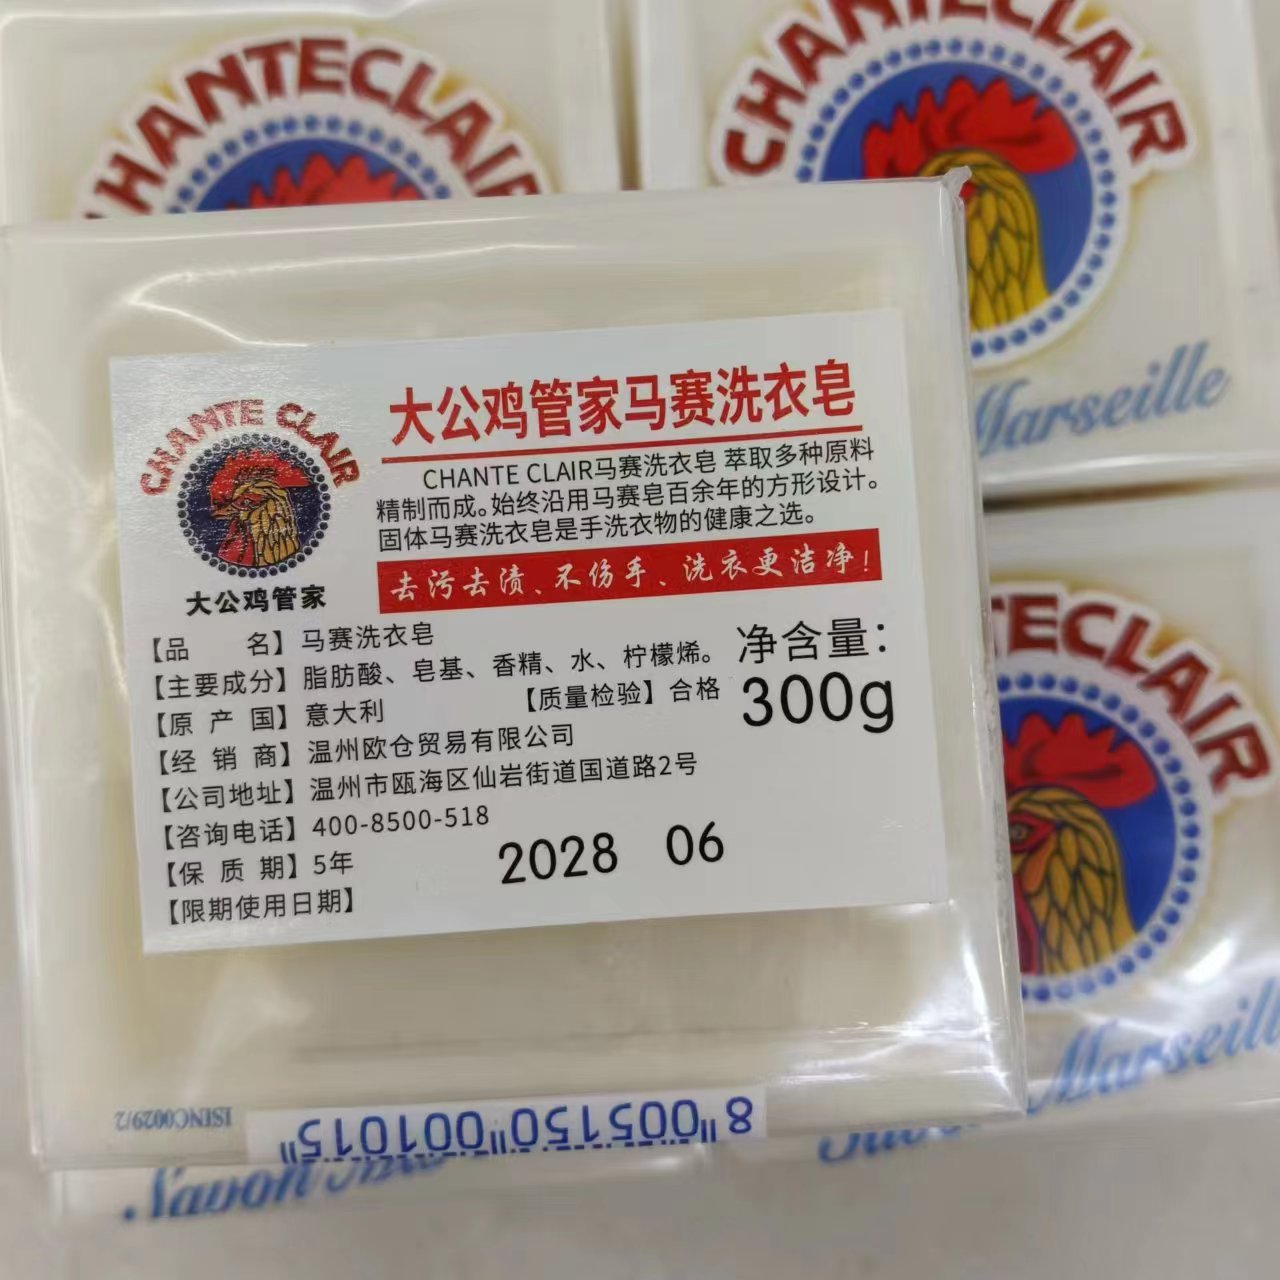 CHANTECLAIR
CHANTECLAIR
Marseille
CHANTE CLAIR
大公鸡管家
大公鸡管家马赛洗衣皂
CHANTE CLAIR马赛洗衣皂 萃取多种原料
精制而成。始终沿用马赛皂百余年的方形设计。
固体马赛洗衣皂是手洗衣物的健康之选。
去污去渍、不伤手、洗衣更洁净！
【品 名】马赛洗衣皂
【主要成分】脂肪酸、皂基、香精、水、柠檬烯。
【原 产 国】意大利 【质量检验】合格
净含量：
300g
【经 销 商】温州欧仓贸易有限公司
【公司地址】温州市瓯海区仙岩街道国道路2号
【咨询电话】400-8500-518
【保 质 期】5年
【限期使用日期】
2028 06
TECLAIR
Marseill
ISENC0029/2
8 005150 001015
Savon